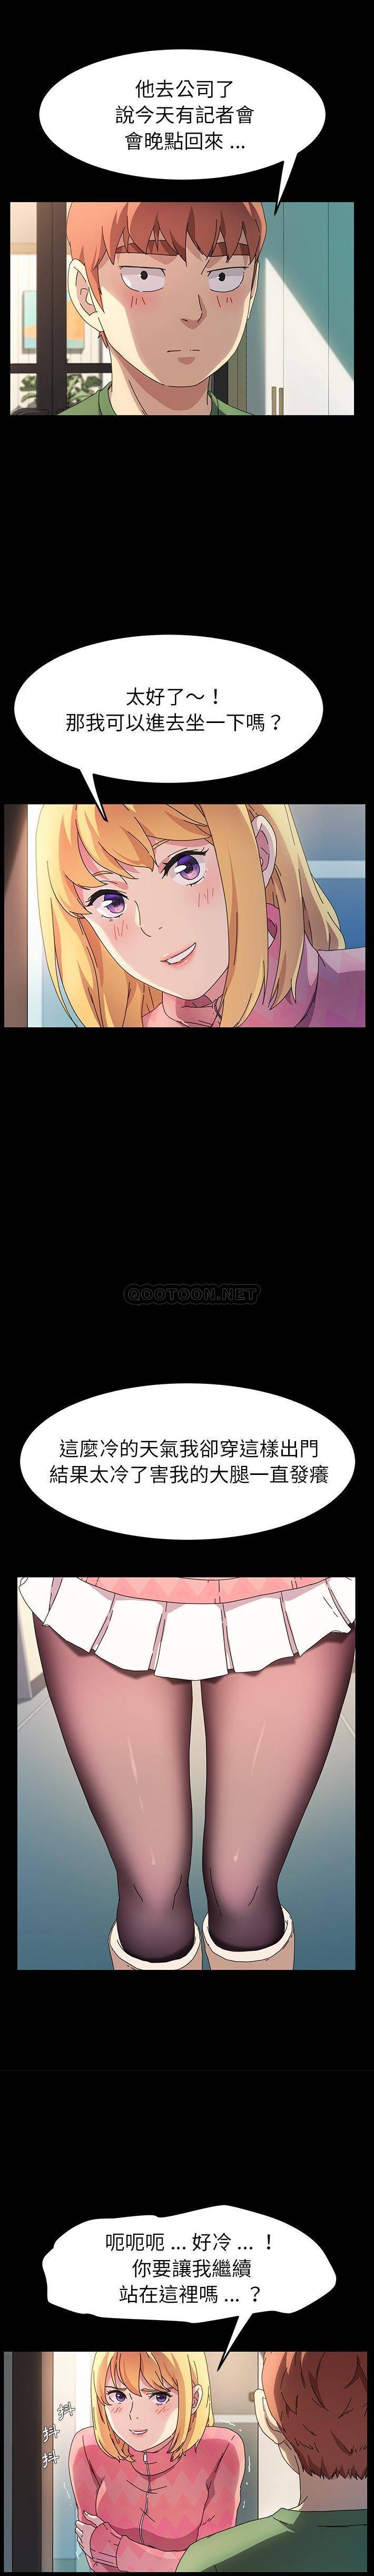 他去公司了
說今天有記者會
會晚點回來...
太好了～！
那我可以進去坐一下嗎？
QOOTOON.NET
這麼冷的天氣我卻穿這樣出門
結果太冷了害我的大腿一直發癢
呃呃呃...好冷...！
你要讓我繼續
站在這裡嗎...？
抖
抖
抖